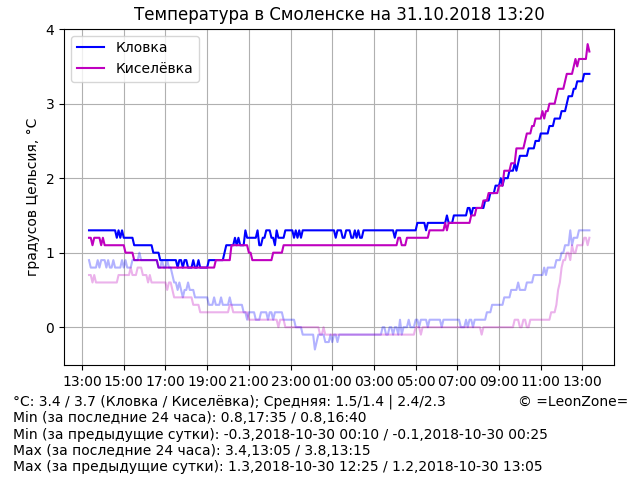 Температура в Смоленске на 31.10.2018 13:20
Кловка
Киселёвка
градусов Цельсия, °C
4
3
2
1
0
13:00 15:00 17:00 19:00 21:00 23:00 01:00 03:00 05:00 07:00 09:00 11:00 13:00
°C: 3.4 / 3.7 (Кловка / Киселёвка); Средняя: 1.5/1.4 | 2.4/2.3 © =LeonZone=
Min (за последние 24 часа): 0.8,17:35 / 0.8,16:40
Min (за предыдущие сутки): -0.3,2018-10-30 00:10 / -0.1,2018-10-30 00:25
Max (за последние 24 часа): 3.4,13:05 / 3.8,13:15
Max (за предыдущие сутки): 1.3,2018-10-30 12:25 / 1.2,2018-10-30 13:05